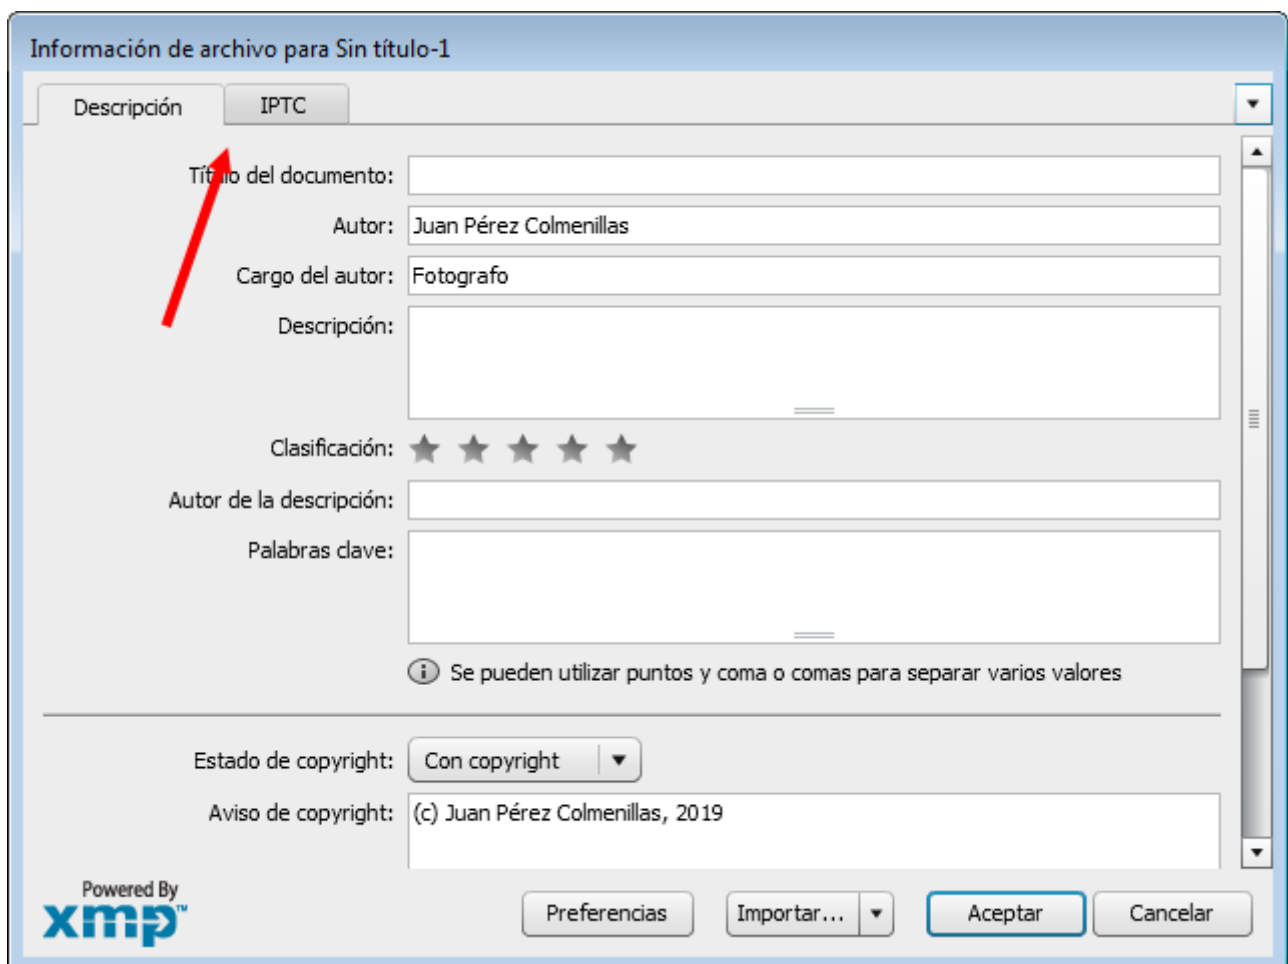 Información de archivo para Sin título-1
Descripción
IPTC
Título del documento:
Autor: Juan Pérez Colmenillas
Cargo del autor: Fotografo
Descripción:
Clasificación:
Autor de la descripción:
Palabras clave:
Se pueden utilizar puntos y coma o comas para separar varios valores
Estado de copyright: Con copyright
Aviso de copyright: (c) Juan Pérez Colmenillas, 2019
Powered By
xmp™
Preferencias
Importar...
Aceptar
Cancelar